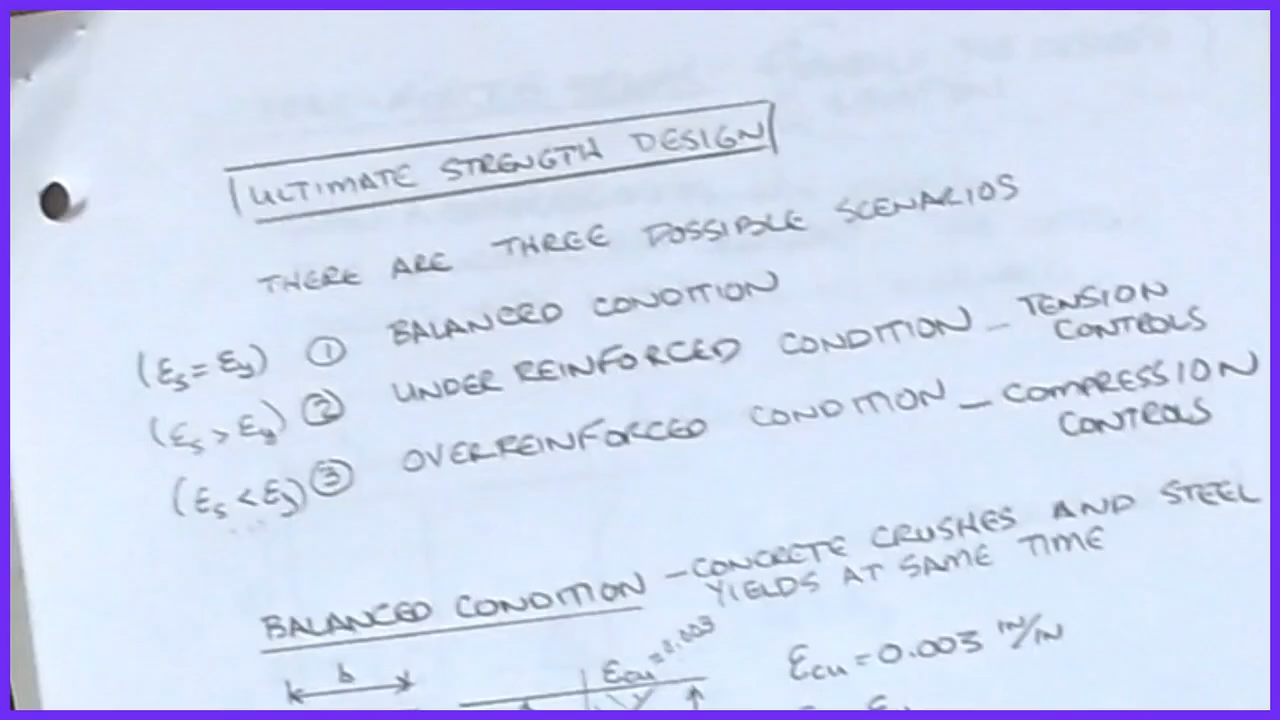 ULTIMATE STRENGTH DESIGN
THERE ARE THREE POSSIBLE SCENARIOS
(εs = εy) ① BALANCED CONDITION
(εs > εy) ② UNDER REINFORCED CONDITION – TENSION
CONTROLS
(εs < εy) ③ OVERREINFORCED CONDITION – COMPRESSION
CONTROLS
BALANCED CONDITION – CONCRETE CRUSHES AND STEEL
YIELDS AT SAME TIME
b
εcu = 0.003
εcu = 0.003 IN/IN